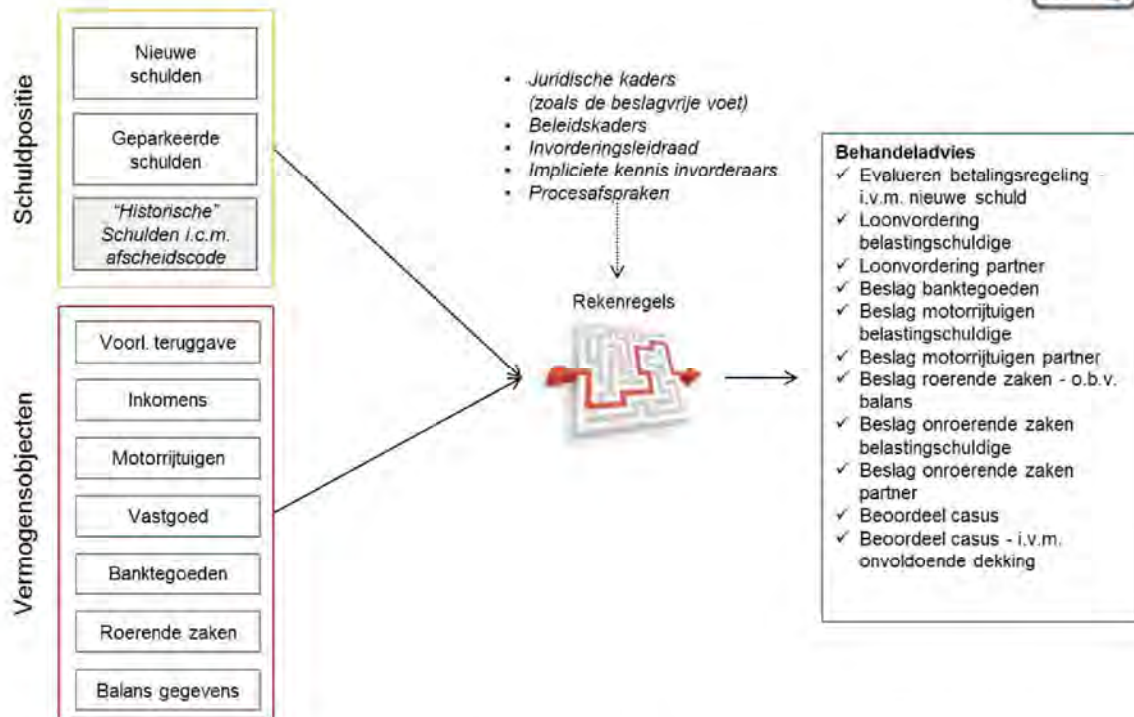 Schuldpositie
Nieuwe
schulden
Geparkeerde
schulden
"Historische"
Schulden i.c.m.
afscheidscode
Vermogensobjecten
Voorl. teruggave
Inkomens
Motorrijtuigen
Vastgoed
Banktegoeden
Roerende zaken
Balans gegevens
• Juridische kaders
(zoals de beslagvrije voet)
• Beleidskaders
• Invorderingsleidraad
• Impliciete kennis invorderaars
• Procesafspraken
Rekenregels
Behandeladvies
✓ Evalueren betalingsregeling -
i.v.m. nieuwe schuld
✓ Loonvordering
belastingschuldige
✓ Loonvordering partner
✓ Beslag banktegoeden
✓ Beslag motorrijtuigen
belastingschuldige
✓ Beslag motorrijtuigen partner
✓ Beslag roerende zaken - o.b.v.
balans
✓ Beslag onroerende zaken
belastingschuldige
✓ Beslag onroerende zaken
partner
✓ Beoordeel casus
✓ Beoordeel casus - i.v.m.
onvoldoende dekking